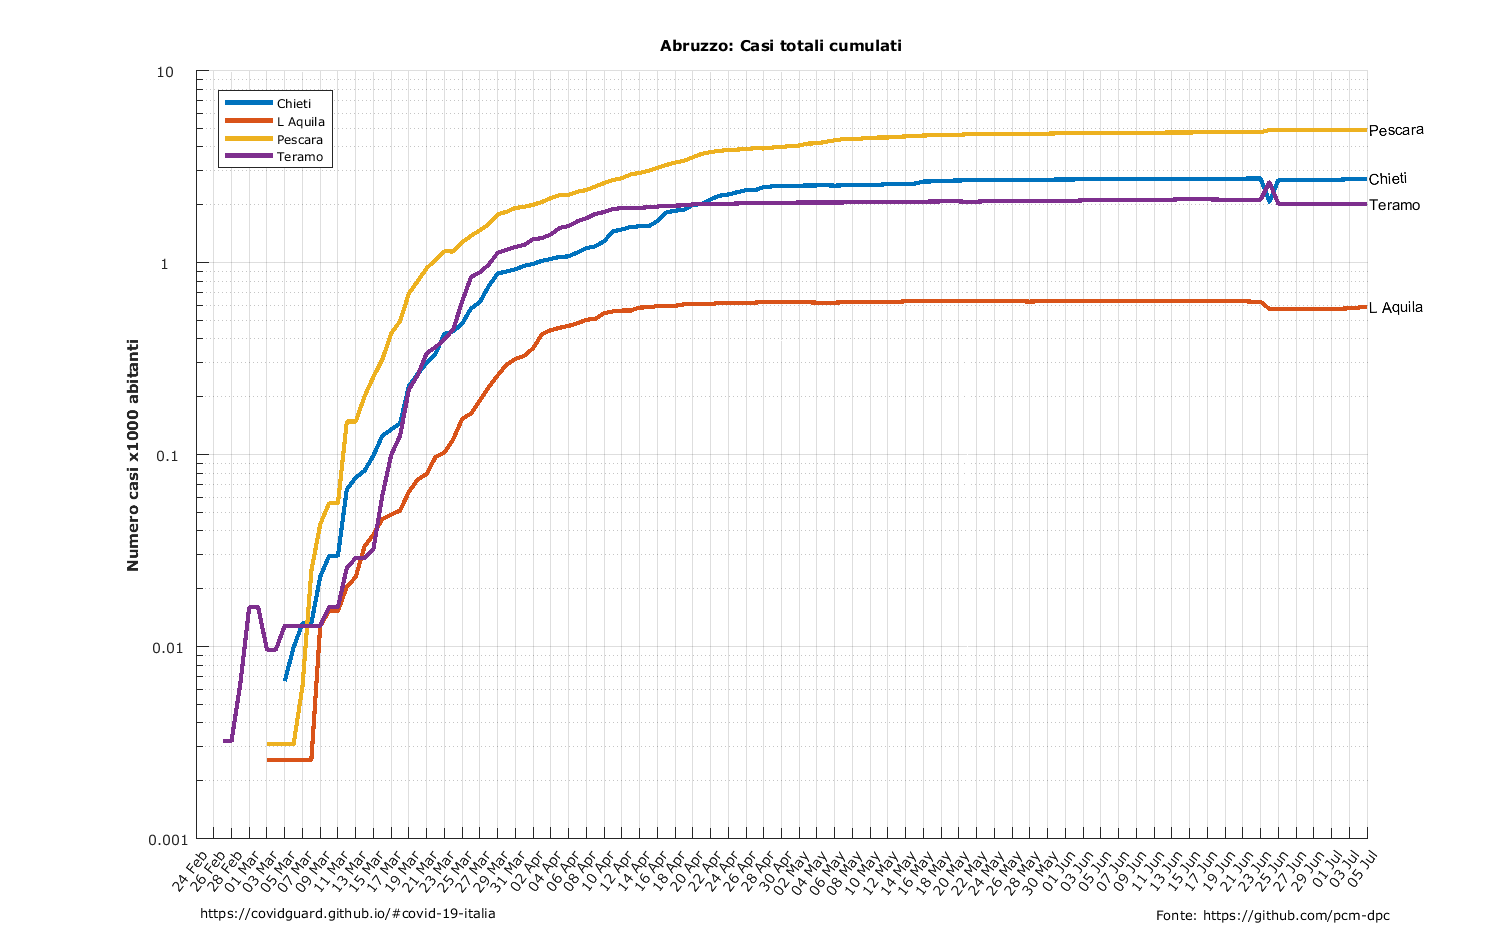 Abruzzo: Casi totali cumulati
10
1
0.1
0.01
0.001
Numero casi x1000 abitanti
Chieti
L Aquila
Pescara
Teramo
Pescara
Chieti
Teramo
L Aquila
24 Feb
26 Feb
28 Feb
01 Mar
03 Mar
05 Mar
07 Mar
09 Mar
11 Mar
13 Mar
15 Mar
17 Mar
19 Mar
21 Mar
23 Mar
25 Mar
27 Mar
29 Mar
31 Mar
02 Apr
04 Apr
06 Apr
08 Apr
10 Apr
12 Apr
14 Apr
16 Apr
18 Apr
20 Apr
22 Apr
24 Apr
26 Apr
28 Apr
30 Apr
02 May
04 May
06 May
08 May
10 May
12 May
14 May
16 May
18 May
20 May
22 May
24 May
26 May
28 May
30 May
01 Jun
03 Jun
05 Jun
07 Jun
09 Jun
11 Jun
13 Jun
15 Jun
17 Jun
19 Jun
21 Jun
23 Jun
25 Jun
27 Jun
29 Jun
01 Jul
03 Jul
05 Jul
https://covidguard.github.io/#covid-19-italia
Fonte: https://github.com/pcm-dpc